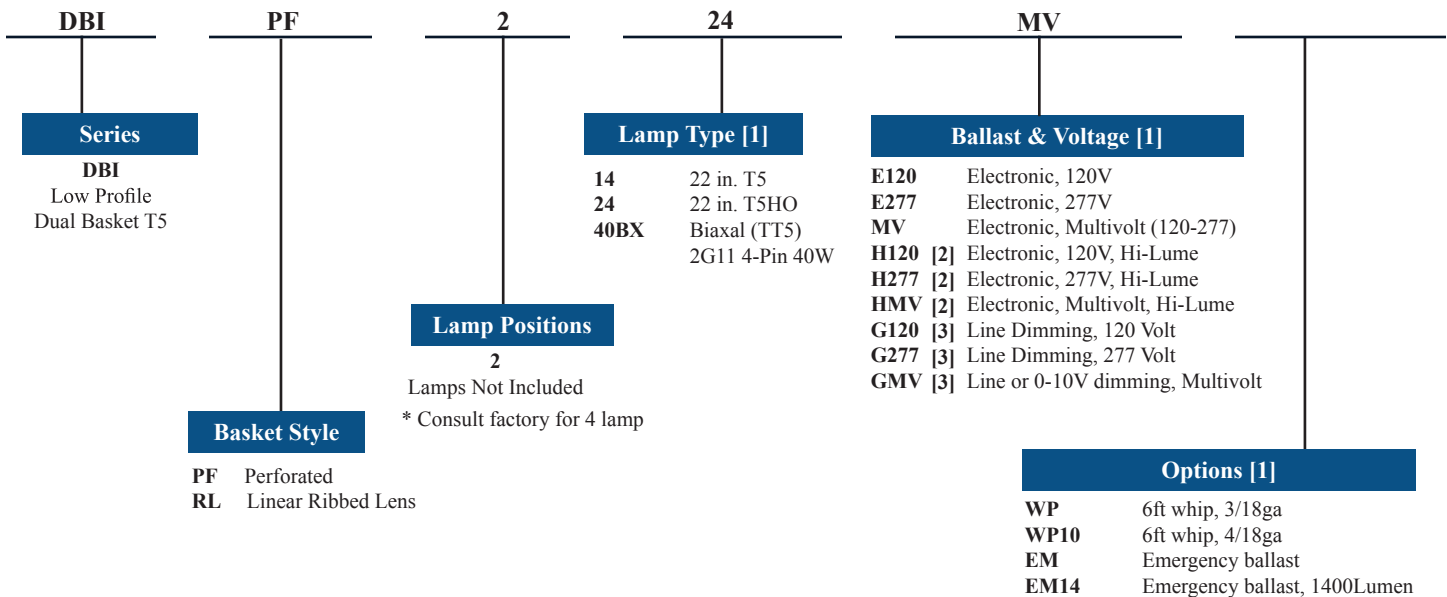 DBI PF 2 24 MV
Series
DBI
Low Profile
Dual Basket T5
Basket Style
PF Perforated
RL Linear Ribbed Lens
Lamp Positions
2
Lamps Not Included
* Consult factory for 4 lamp
Lamp Type [1]
14 22 in. T5
24 22 in. T5HO
40BX Biaxal (TT5)
2G11 4-Pin 40W
Ballast & Voltage [1]
E120 Electronic, 120V
E277 Electronic, 277V
MV Electronic, Multivolt (120-277)
H120 [2] Electronic, 120V, Hi-Lume
H277 [2] Electronic, 277V, Hi-Lume
HMV [2] Electronic, Multivolt, Hi-Lume
G120 [3] Line Dimming, 120 Volt
G277 [3] Line Dimming, 277 Volt
GMV [3] Line or 0-10V dimming, Multivolt
Options [1]
WP 6ft whip, 3/18ga
WP10 6ft whip, 4/18ga
EM Emergency ballast
EM14 Emergency ballast, 1400Lumen